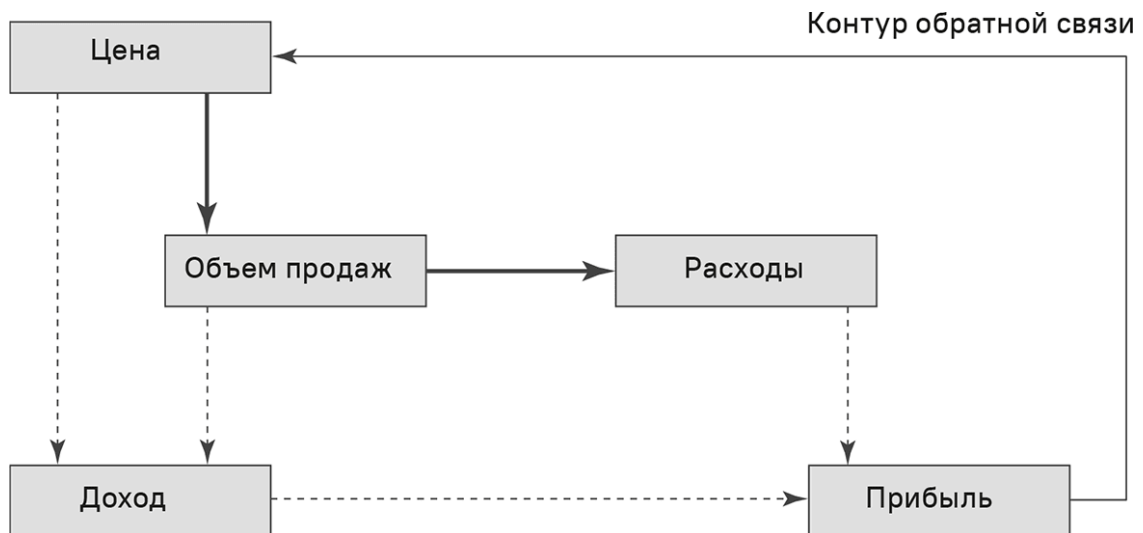 Контур обратной связи
Цена
Объем продаж
Расходы
Доход
Прибыль